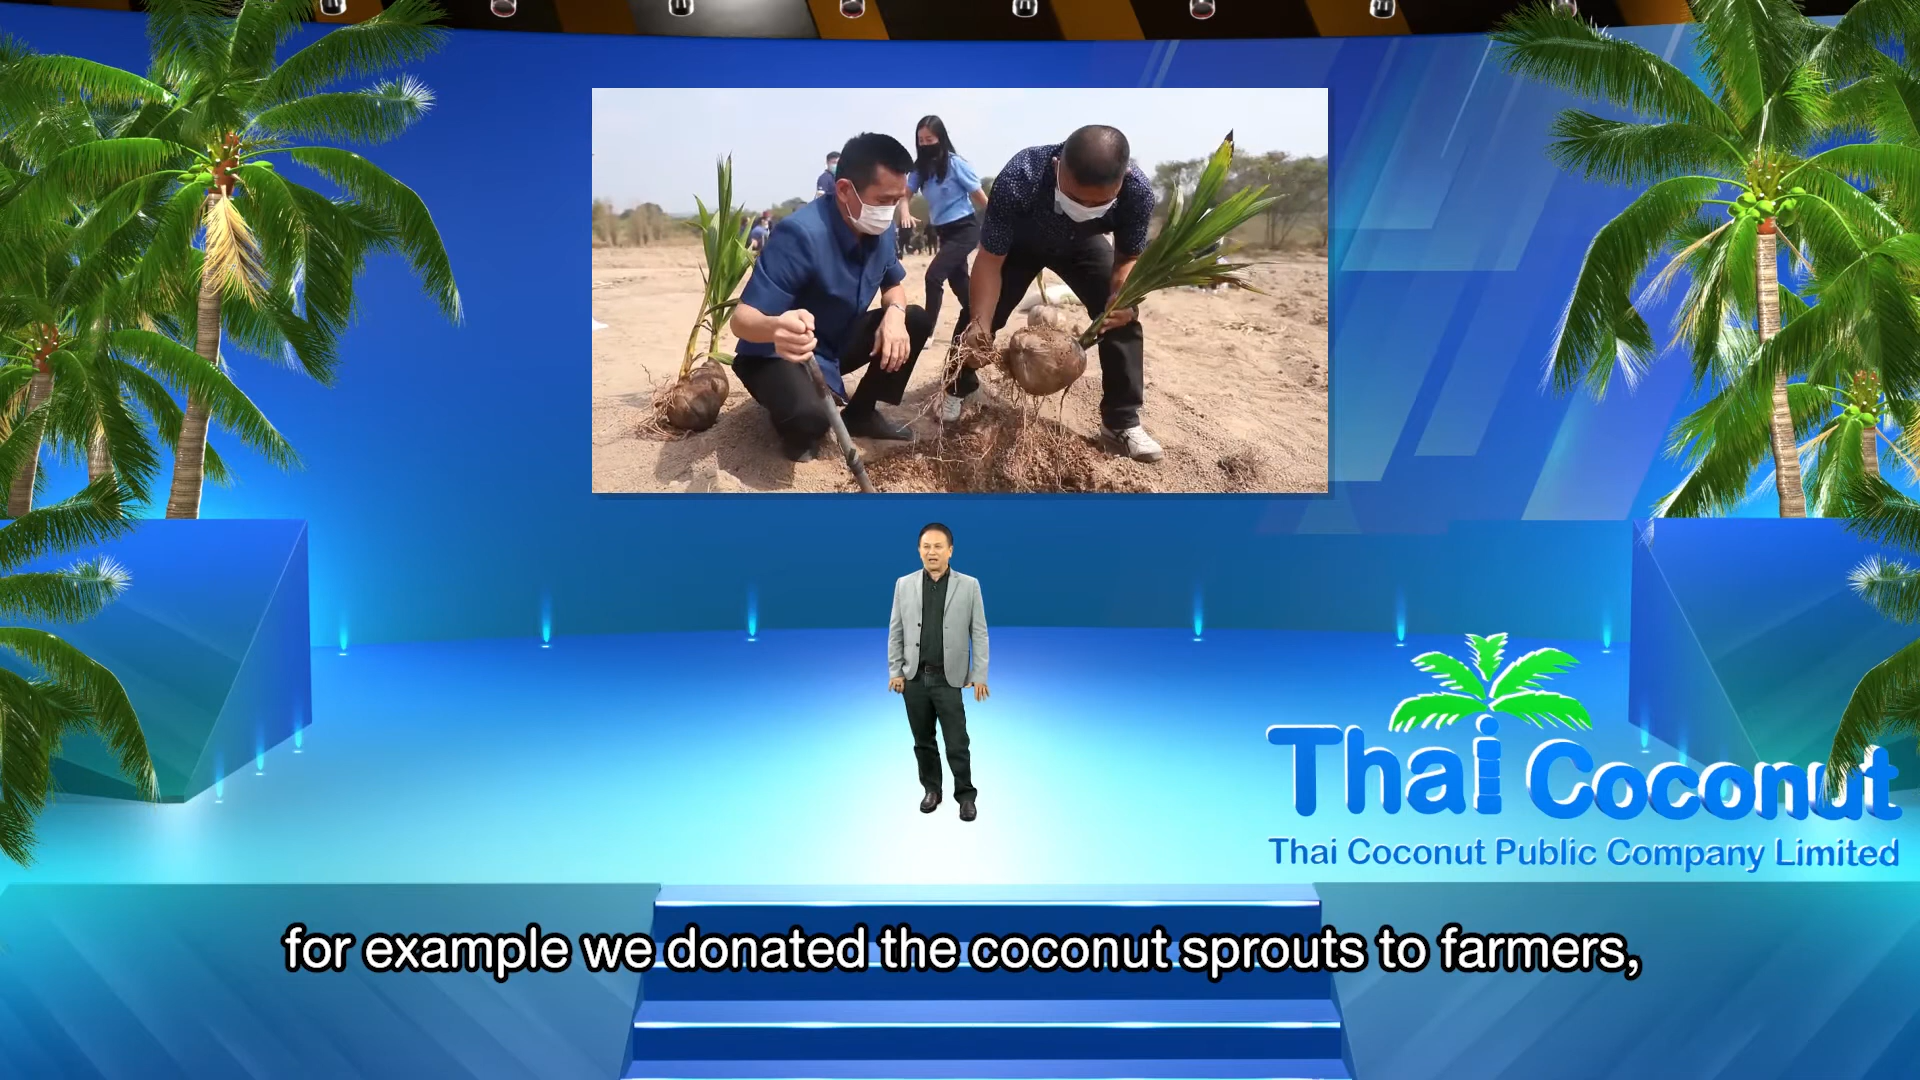 Thai Coconut
Thai Coconut Public Company Limited
for example we donated the coconut sprouts to farmers,